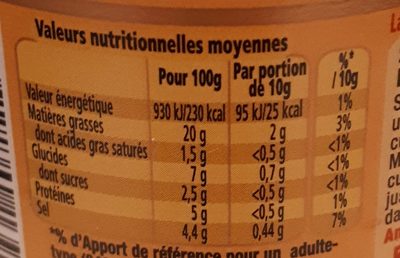 Valeurs nutritionnelles moyennes
Pour 100g Par portion de 10g %* / 10g
Valeur énergétique 930 kJ/230 kcal 95 kJ/25 kcal 1%
Matières grasses 20 g 2 g 3%
dont acides gras saturés 1,5 g <0,5 g <1%
Glucides 7 g 0,7 g <1%
dont sucres 2,5 g <0,5 g <1%
Protéines 5 g <0,5 g 1%
Sel 4,4 g 0,44 g 7%
*% d'Apport de référence pour un adulte-